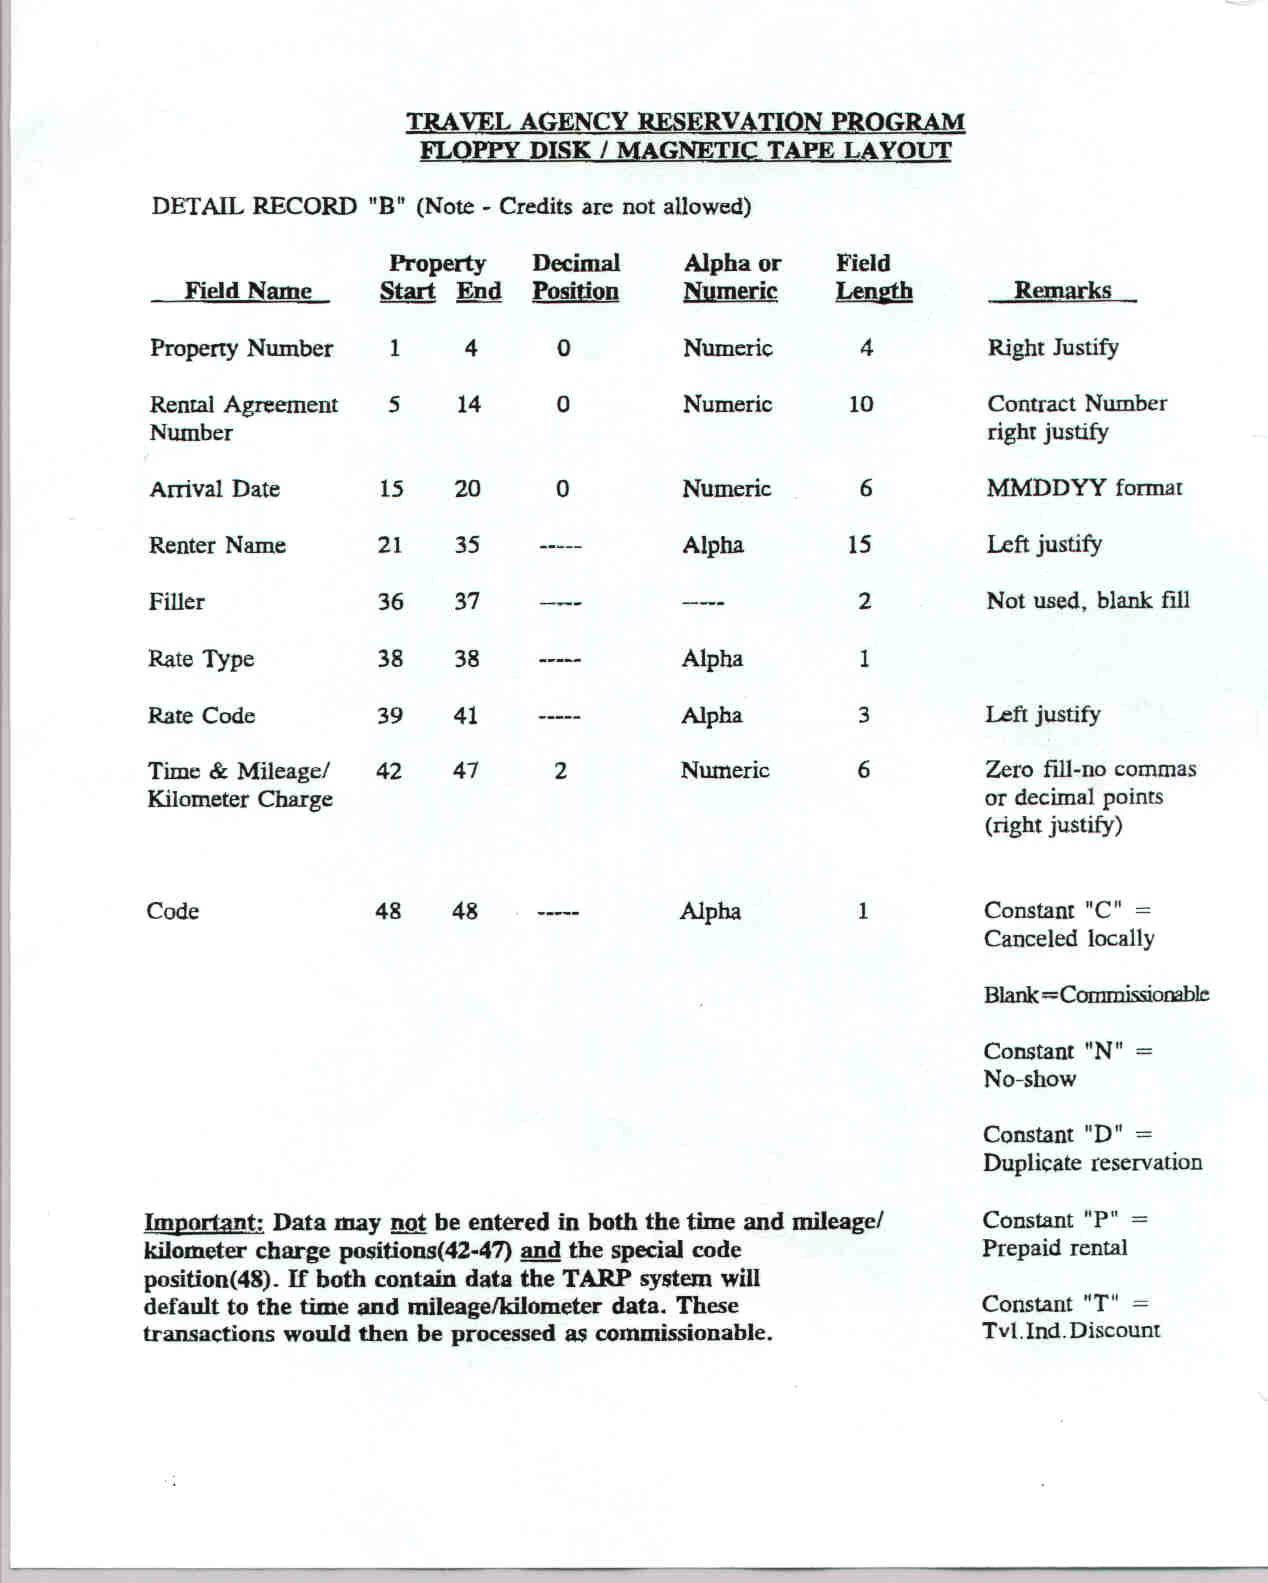 TRAVEL AGENCY RESERVATION PROGRAM
FLOPPY DISK / MAGNETIC TAPE LAYOUT
DETAIL RECORD "B" (Note - Credits are not allowed)
Property Decimal Alpha or Field
Field Name Start End Position Numeric Length Remarks
Property Number 1 4 0 Numeric 4 Right Justify
Rental Agreement 5 14 0 Numeric 10 Contract Number
Number right justify
Arrival Date 15 20 0 Numeric 6 MMDDYY format
Renter Name 21 35 ----- Alpha 15 Left justify
Filler 36 37 ----- ----- 2 Not used, blank fill
Rate Type 38 38 ----- Alpha 1
Rate Code 39 41 ----- Alpha 3 Left justify
Time & Mileage/ 42 47 2 Numeric 6 Zero fill-no commas
Kilometer Charge or decimal points
(right justify)
Code 48 48 ----- Alpha 1 Constant "C" =
Canceled locally
Blank=Commissionable
Constant "N" =
No-show
Constant "D" =
Duplicate reservation
Important: Data may not be entered in both the time and mileage/ Constant "P" =
kilometer charge positions(42-47) and the special code Prepaid rental
position(48). If both contain data the TARP system will
default to the time and mileage/kilometer data. These Constant "T" =
transactions would then be processed as commissionable. Tvl.Ind.Discount